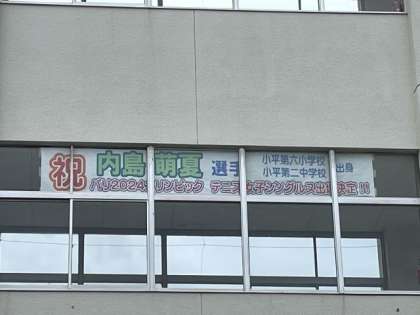 祝 内島 萌夏 選手 小平第六小学校 出身
小平第二中学校
パリ2024オリンピック テニス女子シングルス出場決定!!